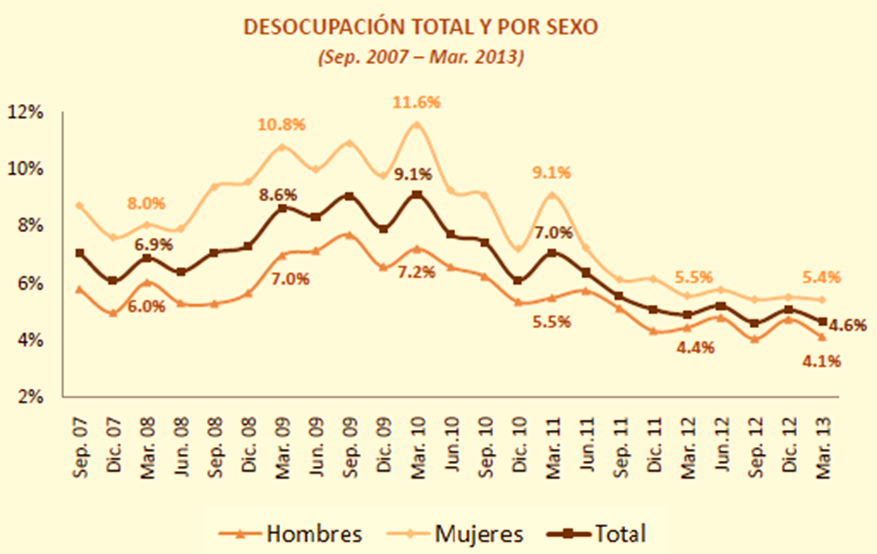 DESOCUPACIÓN TOTAL Y POR SEXO
(Sep. 2007 – Mar. 2013)
12%
10%
8%
6%
4%
2%
8.0%
10.8%
11.6%
9.1%
5.5%
5.4%
6.9%
8.6%
9.1%
7.0%
4.6%
6.0%
7.0%
7.2%
5.5%
4.4%
4.1%
Sep. 07
Dic. 07
Mar. 08
Jun. 08
Sep. 08
Dic. 08
Mar. 09
Jun. 09
Sep. 09
Dic. 09
Mar. 10
Jun.10
Sep. 10
Dic. 10
Mar. 11
Jun.11
Sep. 11
Dic. 11
Mar. 12
Jun.12
Sep. 12
Dic. 12
Mar. 13
Hombres Mujeres Total